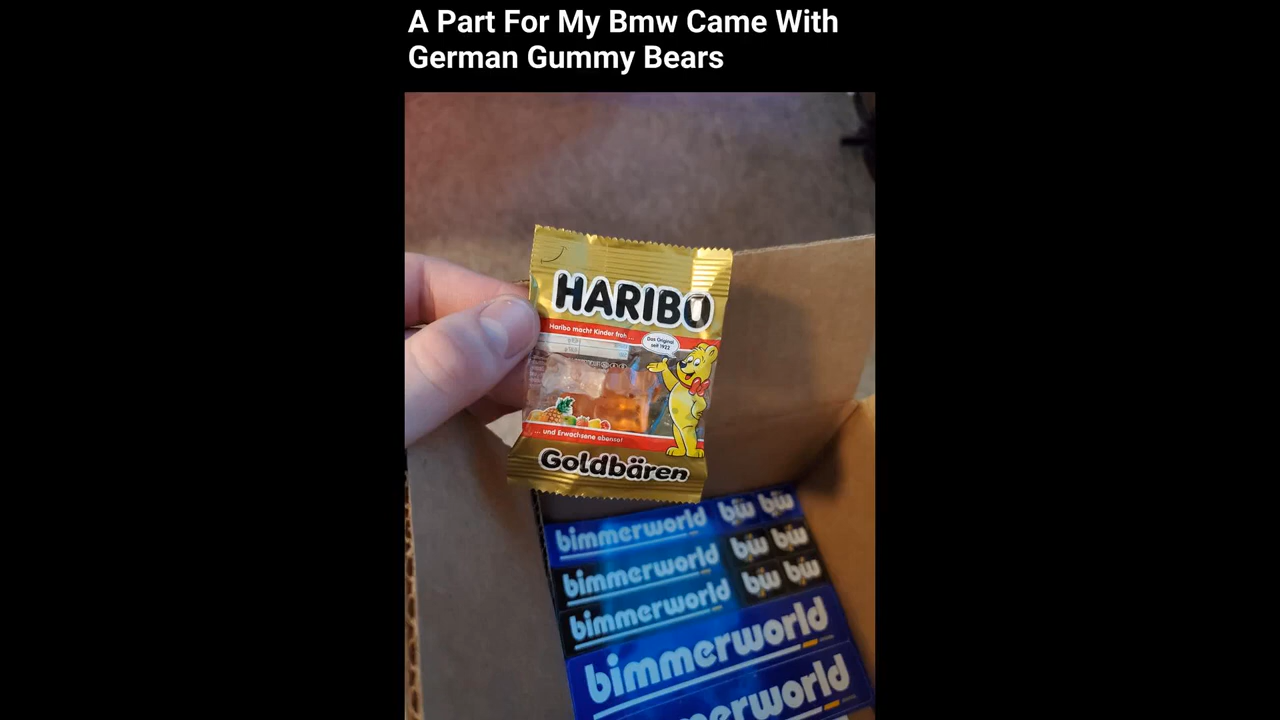 A Part For My Bmw Came With
German Gummy Bears
HARIBO
Haribo macht Kinder froh ...
Das Original
seit 1922
... und Erwachsene ebenso!
Goldbären
bimmerworld bw bw
bimmerworld bw bw
bimmerworld bw bw
bimmerworld
bimmerworld